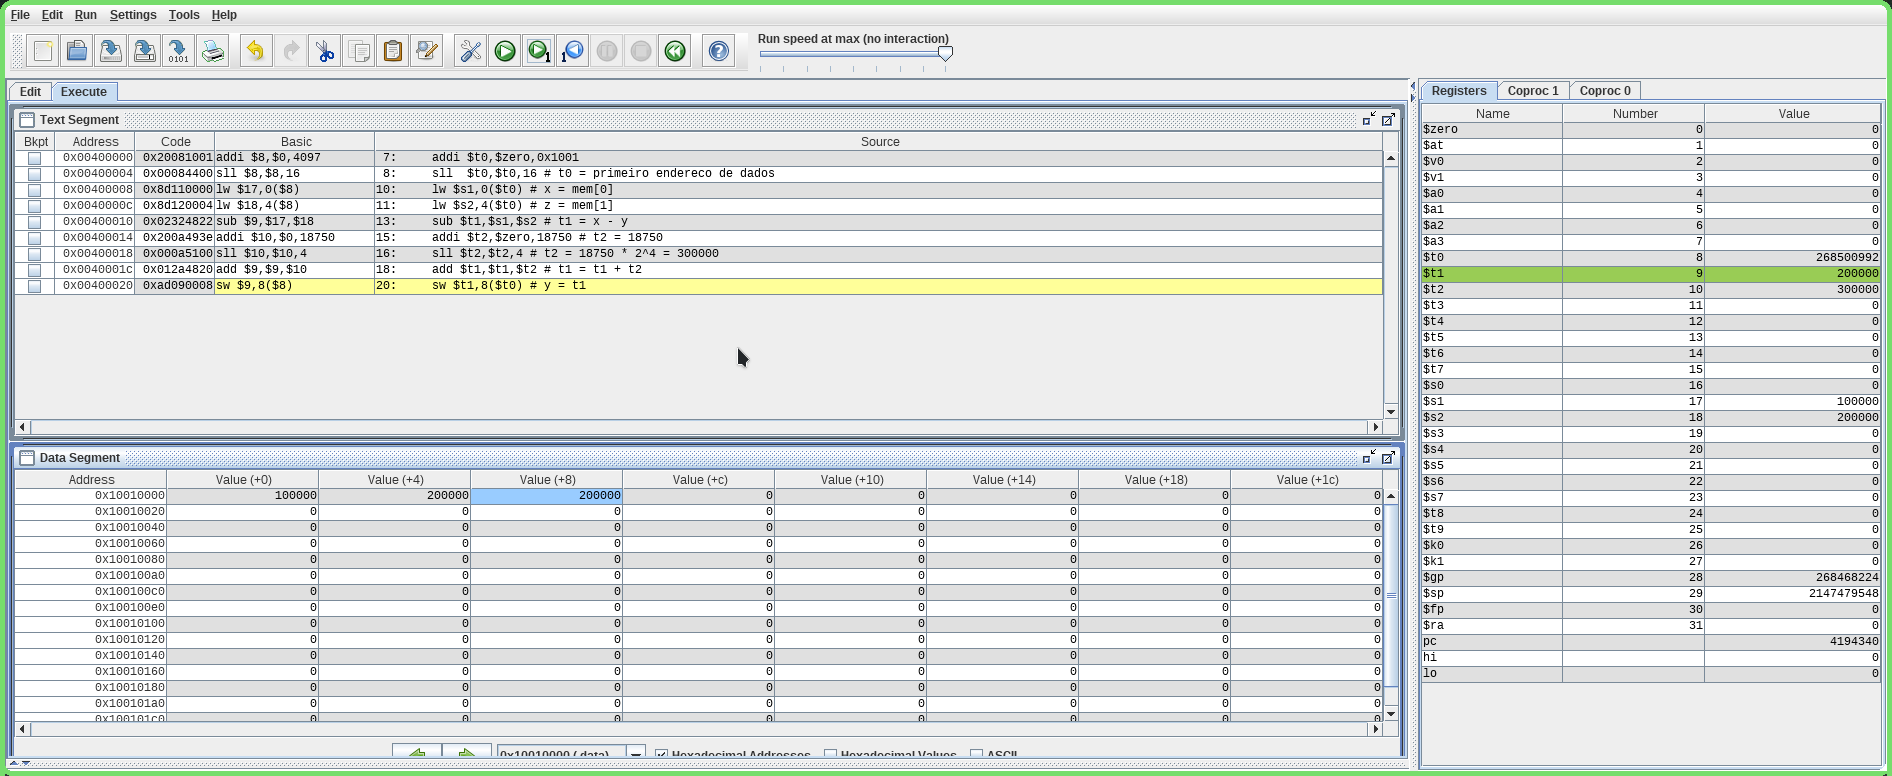 File Edit Run Settings Tools Help
Run speed at max (no interaction)
Edit Execute
Text Segment
Bkpt Address Code Basic Source
0x00400000 0x20081001 addi $8,$0,4097 7: addi $t0,$zero,0x1001
0x00400004 0x00084400 sll $8,$8,16 8: sll $t0,$t0,16 # t0 = primeiro endereco de dados
0x00400008 0x8d110000 lw $17,0($8) 10: lw $s1,0($t0) # x = mem[0]
0x0040000c 0x8d120004 lw $18,4($8) 11: lw $s2,4($t0) # z = mem[1]
0x00400010 0x02324822 sub $9,$17,$18 13: sub $t1,$s1,$s2 # t1 = x - y
0x00400014 0x200a493e addi $10,$0,18750 15: addi $t2,$zero,18750 # t2 = 18750
0x00400018 0x000a5100 sll $10,$10,4 16: sll $t2,$t2,4 # t2 = 18750 * 2^4 = 300000
0x0040001c 0x012a4820 add $9,$9,$10 18: add $t1,$t1,$t2 # t1 = t1 + t2
0x00400020 0xad090008 sw $9,8($8) 20: sw $t1,8($t0) # y = t1
Data Segment
Address Value (+0) Value (+4) Value (+8) Value (+c) Value (+10) Value (+14) Value (+18) Value (+1c)
0x10010000 100000 200000 200000 0 0 0 0 0
0x10010020 0 0 0 0 0 0 0 0
0x10010040 0 0 0 0 0 0 0 0
0x10010060 0 0 0 0 0 0 0 0
0x10010080 0 0 0 0 0 0 0 0
0x100100a0 0 0 0 0 0 0 0 0
0x100100c0 0 0 0 0 0 0 0 0
0x100100e0 0 0 0 0 0 0 0 0
0x10010100 0 0 0 0 0 0 0 0
0x10010120 0 0 0 0 0 0 0 0
0x10010140 0 0 0 0 0 0 0 0
0x10010160 0 0 0 0 0 0 0 0
0x10010180 0 0 0 0 0 0 0 0
0x100101a0 0 0 0 0 0 0 0 0
0x100101c0 0 0 0 0 0 0 0 0
0x10010000 (.data) Hexadecimal Addresses Hexadecimal Values ASCII
Registers Coproc 1 Coproc 0
Name Number Value
$zero 0 0
$at 1 0
$v0 2 0
$v1 3 0
$a0 4 0
$a1 5 0
$a2 6 0
$a3 7 0
$t0 8 268500992
$t1 9 200000
$t2 10 300000
$t3 11 0
$t4 12 0
$t5 13 0
$t6 14 0
$t7 15 0
$s0 16 0
$s1 17 100000
$s2 18 200000
$s3 19 0
$s4 20 0
$s5 21 0
$s6 22 0
$s7 23 0
$t8 24 0
$t9 25 0
$k0 26 0
$k1 27 0
$gp 28 268468224
$sp 29 2147479548
$fp 30 0
$ra 31 0
pc 4194340
hi 0
lo 0